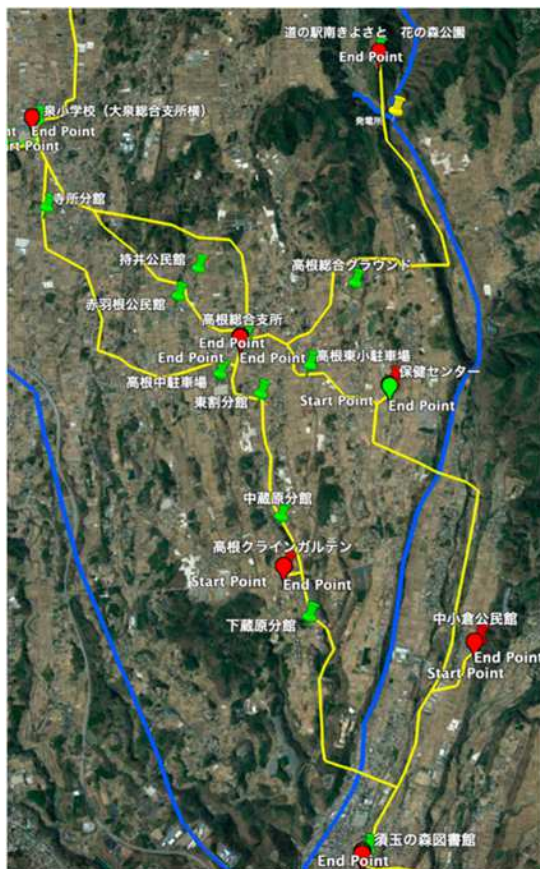 道の駅南きよさと　花の森公園
End Point
発電所
泉小学校（大泉総合支所横）
End Point
Start Point
寺所分館
持井公民館
高根総合グラウンド
赤羽根公民館
高根総合支所
End Point
End Point
End Point
高根東小駐車場
保健センター
高根中駐車場
Start Point
End Point
東割分館
中蔵原分館
高根クラインガルテン
Start Point
End Point
下蔵原分館
中小倉公民館
End Point
Start Point
須玉の森図書館
End Point